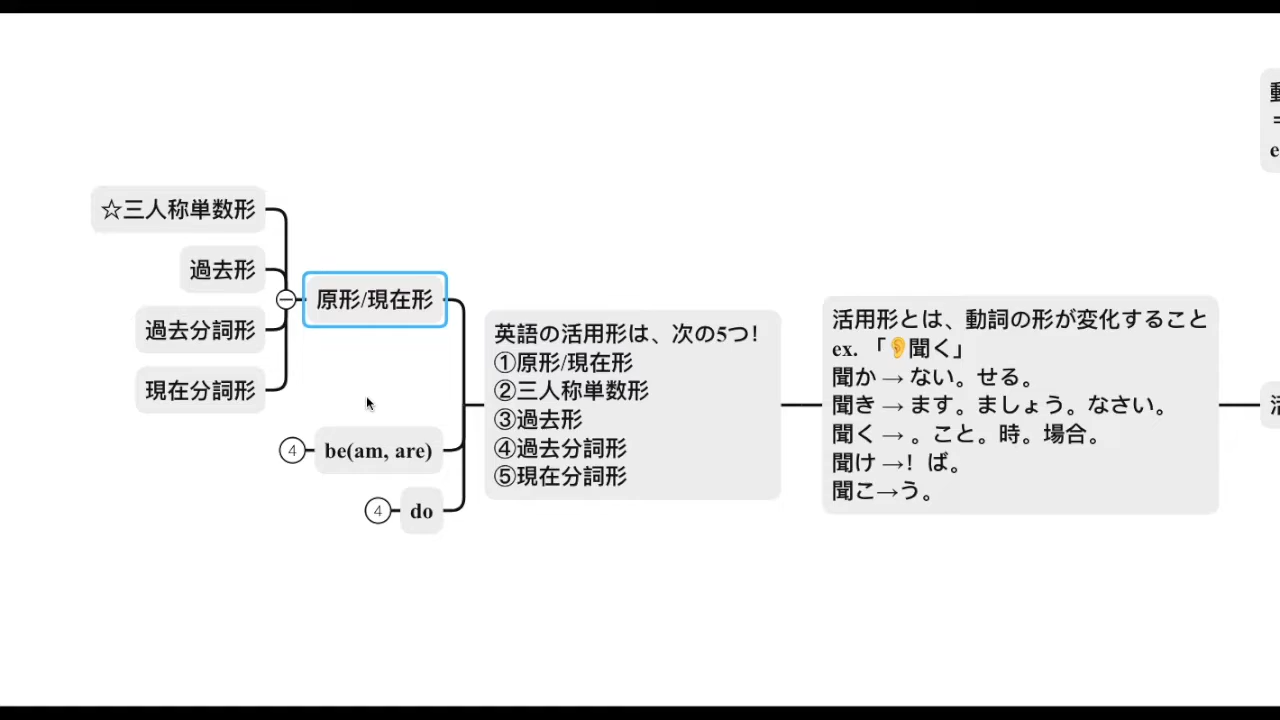 ☆三人称単数形
過去形
過去分詞形
現在分詞形
原形/現在形
④
be(am, are)
④
do
英語の活用形は、次の5つ!
①原形/現在形
②三人称単数形
③過去形
④過去分詞形
⑤現在分詞形
活用形とは、動詞の形が変化すること
ex. 「👂聞く」
聞か → ない。せる。
聞き → ます。ましょう。なさい。
聞く → 。こと。時。場合。
聞け →! ば。
聞こ→う。